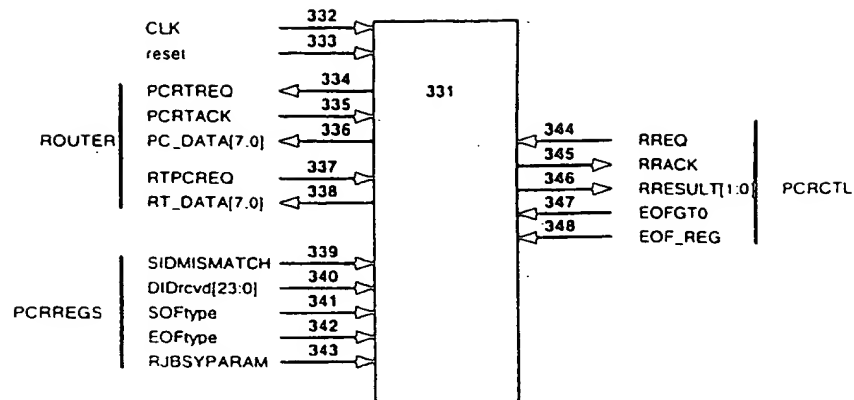 332
CLK
333
reset
334
PCRTREQ
335
PCRTACK
336
PC_DATA[7.0]
ROUTER
337
RTPCREQ
338
RT_DATA[7.0]
331
344
RREQ
345
RRACK
346
RRESULT[1:0]
PCRCTL
347
EOFGT0
348
EOF_REG
339
SIDMISMATCH
340
DIDrcvd[23:0]
341
SOFtype
PCRREGS
342
EOFtype
343
RJBSYPARAM